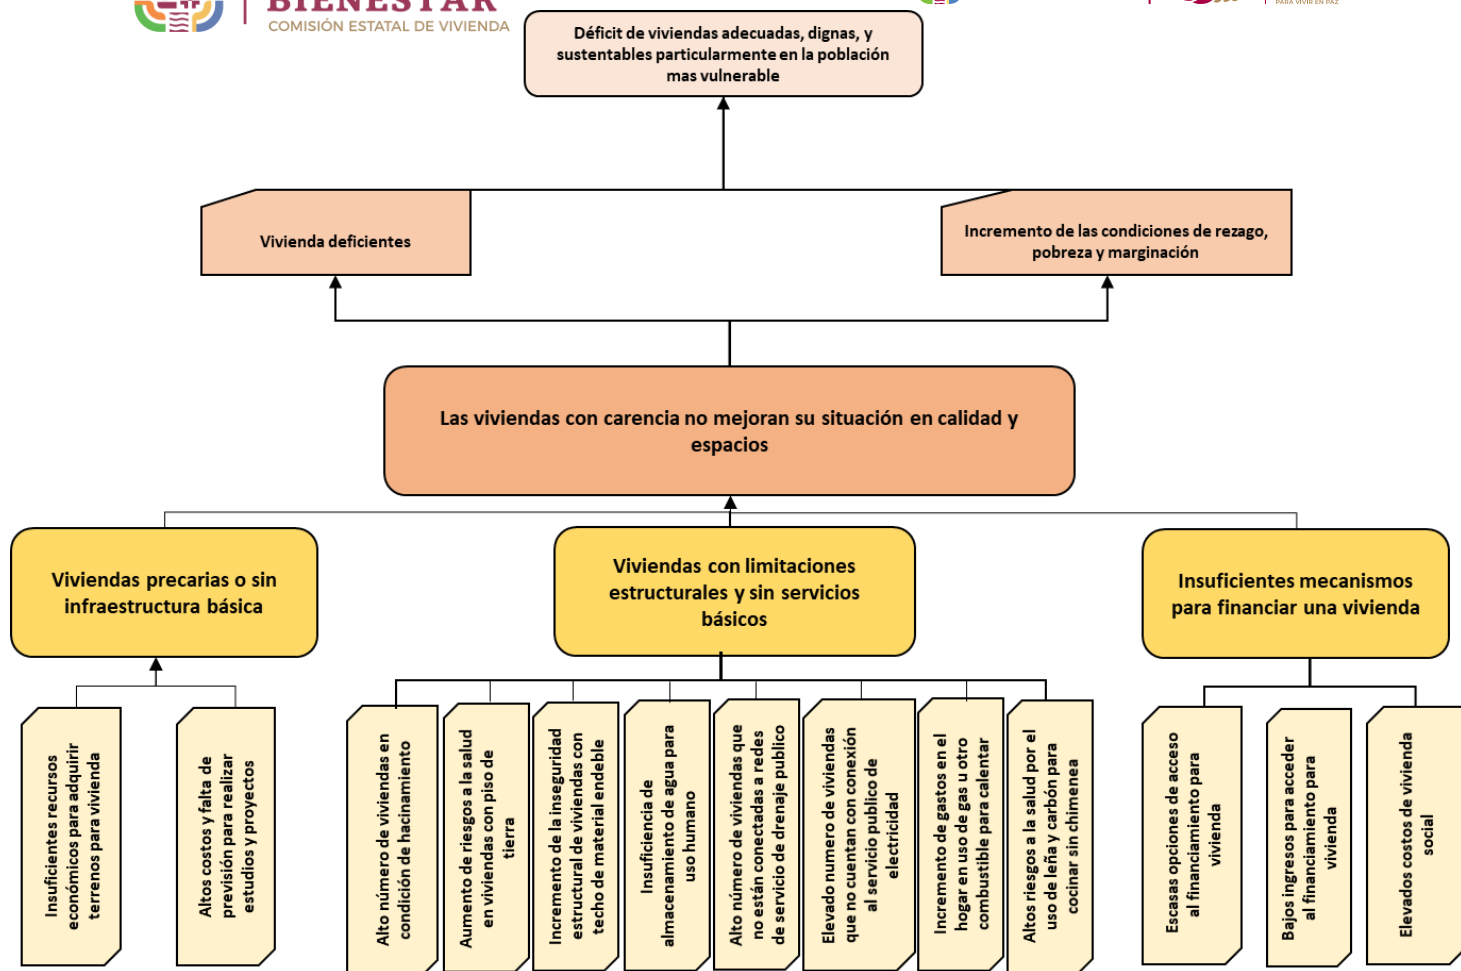 BIENESTAR
COMISIÓN ESTATAL DE VIVIENDA
PARA VIVIR EN PAZ
Déficit de viviendas adecuadas, dignas, y
sustentables particularmente en la población
mas vulnerable
Vivienda deficientes
Incremento de las condiciones de rezago,
pobreza y marginación
Las viviendas con carencia no mejoran su situación en calidad y
espacios
Viviendas precarias o sin
infraestructura básica
Viviendas con limitaciones
estructurales y sin servicios
básicos
Insuficientes mecanismos
para financiar una vivienda
Insuficientes recursos
económicos para adquirir
terrenos para vivienda
Altos costos y falta de
previsión para realizar
estudios y proyectos
Alto número de viviendas en
condición de hacinamiento
Aumento de riesgos a la salud
en viviendas con piso de
tierra
Incremento de la inseguridad
estructural de viviendas con
techo de material endeble
Insuficiencia de
almacenamiento de agua para
uso humano
Alto número de viviendas que
no están conectadas a redes
de servicio de drenaje publico
Elevado numero de viviendas
que no cuentan con conexión
al servicio publico de
electricidad
Incremento de gastos en el
hogar en uso de gas u otro
combustible para calentar
Altos riesgos a la salud por el
uso de leña y carbón para
cocinar sin chimenea
Escasas opciones de acceso
al financiamiento para
vivienda
Bajos ingresos para acceder
al financiamiento para
vivienda
Elevados costos de vivienda
social